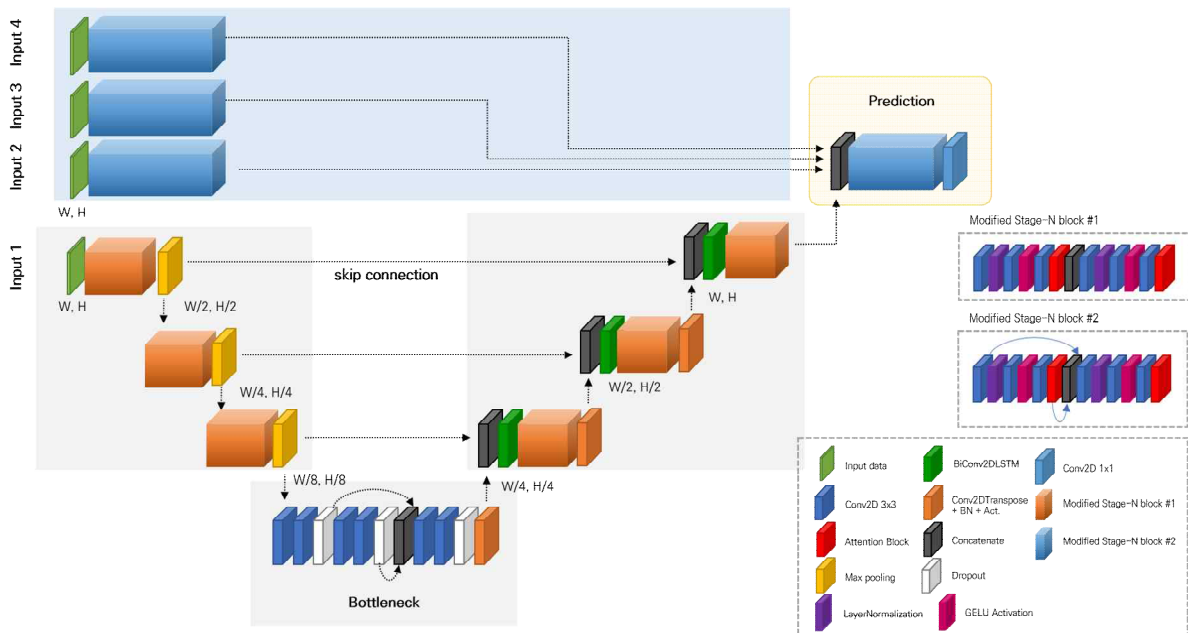 Input 4
Input 3
Input 2
Input 1
W, H
Prediction
W, H
W/2, H/2
skip connection
W, H
W/4, H/4
W/2, H/2
W/8, H/8
W/4, H/4
Bottleneck
Modified Stage-N block #1
Modified Stage-N block #2
Input data
BiConv2DLSTM
Conv2D 1x1
Conv2D 3x3
Conv2DTranspose
+ BN + Act.
Modified Stage-N block #1
Attention Block
Concatenate
Modified Stage-N block #2
Max pooling
Dropout
LayerNormalization
GELU Activation